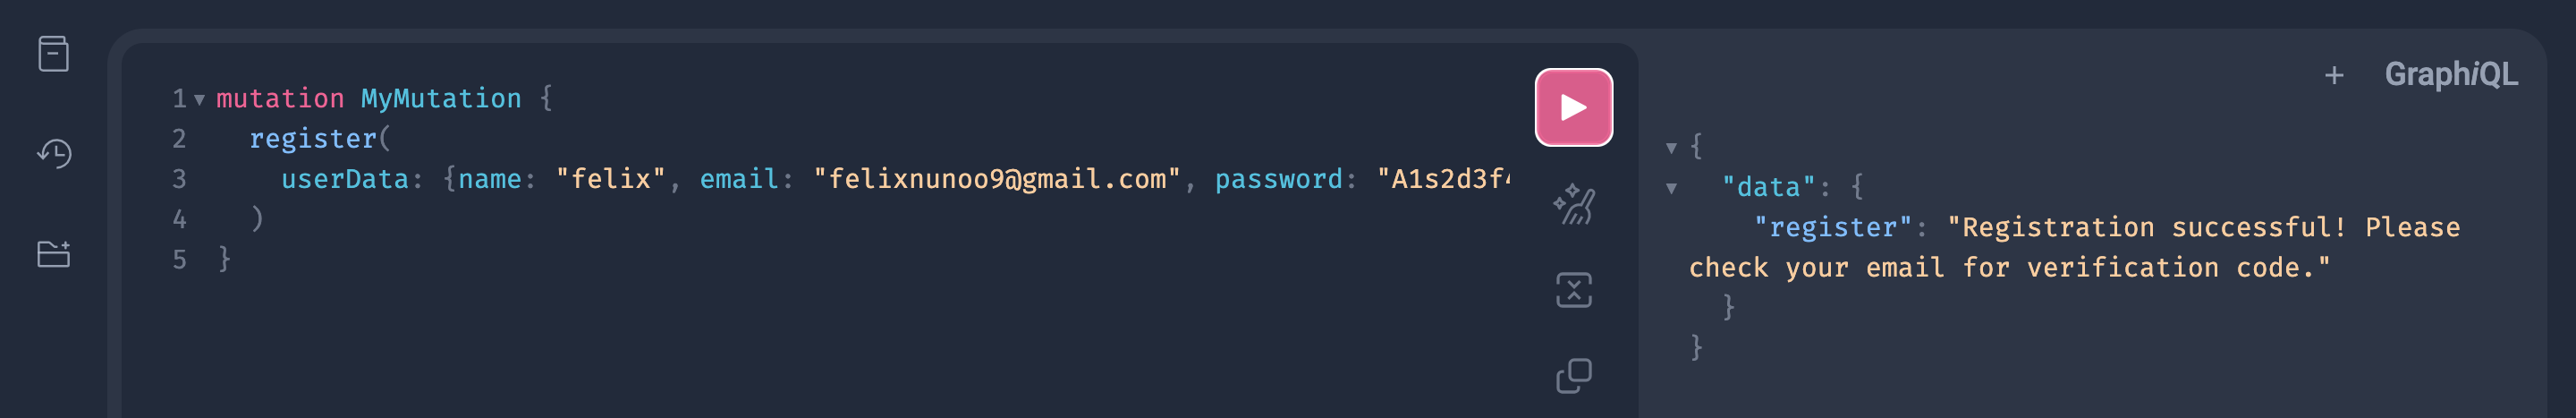 1 mutation MyMutation {
2 register(
3 userData: {name: "felix", email: "felixnunoo9@gmail.com", password: "A1s2d3f
4 )
5 }
GraphiQL
{
"data": {
"register": "Registration successful! Please
check your email for verification code."
}
}